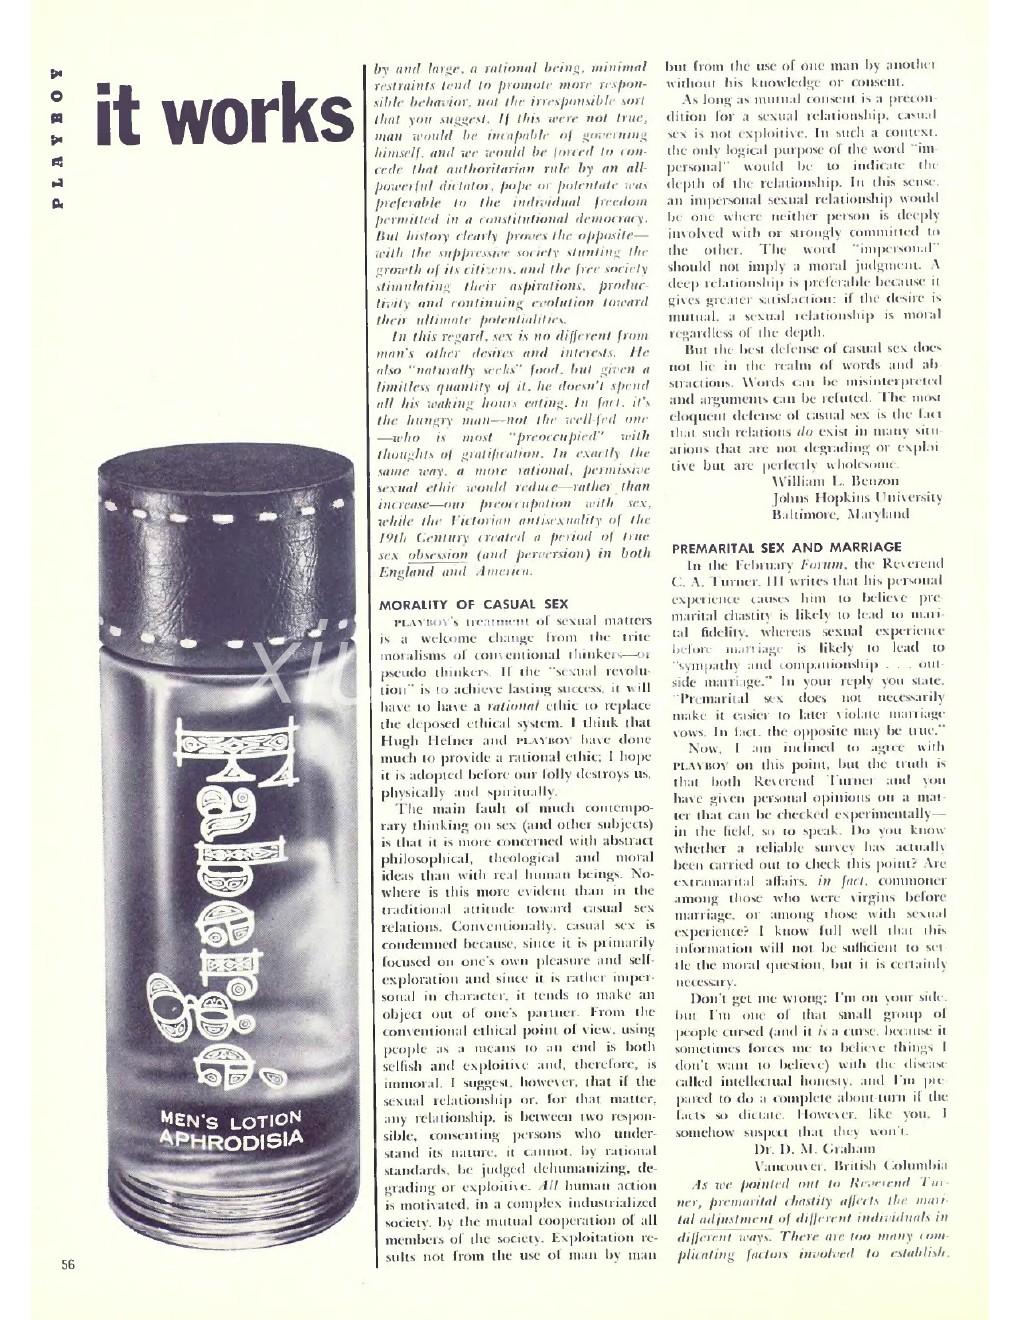 PLAYBOY
it works
Fabergé
MEN'S LOTION
APHRODISIA
56
by and large, a rational being, minimal
restraints tend to promote more respon-
sible behavior, not the irresponsible sort
that you suggest. If this were not true,
man would be incapable of governing
himself, and we would be forced to con-
cede that authoritarian rule by an all-
powerful dictator, pope or potentate was
preferable to the individual freedom
permitted in a constitutional democracy.
But history clearly proves the opposite—
with the suppressive society stunting the
growth of its citizens, and the free society
stimulating their aspirations, produc-
tivity and continuing evolution toward
their ultimate potentialities.
In this regard, sex is no different from
man's other desires and interests. He
also "naturally seeks" food, but given a
limitless quantity of it, he doesn't spend
all his waking hours eating. In fact, it's
the hungry man—not the well-fed one
—who is most "preoccupied" with
thoughts of gratification. In exactly the
same way, a more rational, permissive
sexual ethic would reduce—rather than
increase—our preoccupation with sex,
while the Victorian antisexuality of the
19th Century created a period of true
sex obsession (and perversion) in both
England and America.
MORALITY OF CASUAL SEX
PLAYBOY's treatment of sexual matters
is a welcome change from the trite
moralisms of conventional thinkers—or
pseudo thinkers. If the "sexual revolu-
tion" is to achieve lasting success, it will
have to have a rational ethic to replace
the deposed ethical system. I think that
Hugh Hefner and PLAYBOY have done
much to provide a rational ethic; I hope
it is adopted before our folly destroys us,
physically and spiritually.
The main fault of much contempo-
rary thinking on sex (and other subjects)
is that it is more concerned with abstract
philosophical, theological and moral
ideas than with real human beings. No-
where is this more evident than in the
traditional attitude toward casual sex
relations. Conventionally, casual sex is
condemned because, since it is primarily
focused on one's own pleasure and self-
exploration and since it is rather imper-
sonal in character, it tends to make an
object out of one's partner. From the
conventional ethical point of view, using
people as a means to an end is both
selfish and exploitive and, therefore, is
immoral. I suggest, however, that if the
sexual relationship or, for that matter,
any relationship, is between two respon-
sible, consenting persons who under-
stand its nature, it cannot, by rational
standards, be judged dehumanizing, de-
grading or exploitive. All human action
is motivated, in a complex industrialized
society, by the mutual cooperation of all
members of the society. Exploitation re-
sults not from the use of man by man
but from the use of one man by another
without his knowledge or consent.
As long as mutual consent is a precon-
dition for a sexual relationship, casual
sex is not exploitive. In such a context,
the only logical purpose of the word "im-
personal" would be to indicate the
depth of the relationship. In this sense,
an impersonal sexual relationship would
be one where neither person is deeply
involved with or strongly committed to
the other. The word "impersonal"
should not imply a moral judgment. A
deep relationship is preferable because it
gives greater satisfaction; if the desire is
mutual, a sexual relationship is moral
regardless of the depth.
But the best defense of casual sex does
not lie in the realm of words and ab-
stractions. Words can be misinterpreted
and arguments can be refuted. The most
eloquent defense of casual sex is the fact
that such relations do exist in many situ-
ations that are not degrading or exploi-
tive but are perfectly wholesome.
William L. Benzon
Johns Hopkins University
Baltimore, Maryland
PREMARITAL SEX AND MARRIAGE
In the February Forum, the Reverend
C. A. Turner, III writes that his personal
experience causes him to believe pre-
marital chastity is likely to lead to mari-
tal fidelity, whereas sexual experience
before marriage is likely to lead to
"sympathy and companionship . . . out-
side marriage." In your reply you state,
"Premarital sex does not necessarily
make it easier to later violate marriage
vows. In fact, the opposite may be true."
Now, I am inclined to agree with
PLAYBOY on this point, but the truth is
that both Reverend Turner and you
have given personal opinions on a mat-
ter that can be checked experimentally—
in the field, so to speak. Do you know
whether a reliable survey has actually
been carried out to check this point? Are
extramarital affairs, in fact, commoner
among those who were virgins before
marriage, or among those with sexual
experience? I know full well that this
information will not be sufficient to set-
tle the moral question, but it is certainly
necessary.
Don't get me wrong; I'm on your side,
but I'm one of that small group of
people cursed (and it is a curse, because it
sometimes forces me to believe things I
don't want to believe) with the disease
called intellectual honesty, and I'm pre-
pared to do a complete about-turn if the
facts so dictate. However, like you, I
somehow suspect that they won't.
Dr. D. M. Graham
Vancouver, British Columbia
As we pointed out to Reverend Tur-
ner, premarital chastity affects the mari-
tal adjustment of different individuals in
different ways. There are too many com-
plicating factors involved to establish,